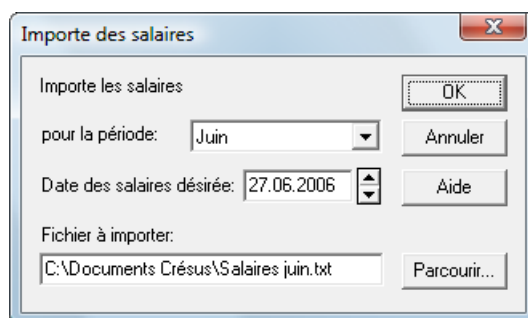 Importe des salaires
Importe les salaires
OK
pour la période: Juin
Annuler
Date des salaires désirée: 27.06.2006
Aide
Fichier à importer:
C:\Documents Crésus\Salaires juin.txt
Parcourir...